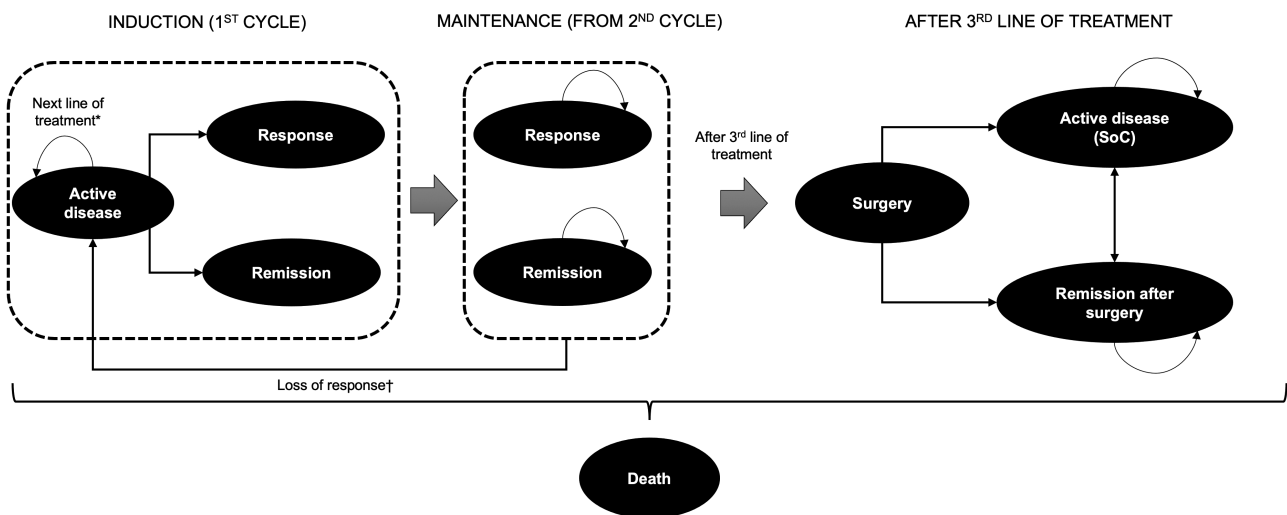 INDUCTION (1ST CYCLE)
MAINTENANCE (FROM 2ND CYCLE)
AFTER 3RD LINE OF TREATMENT
Next line of
treatment*
Active
disease
Response
Remission
Loss of response†
Response
Remission
After 3rd line of
treatment
Surgery
Active disease
(SoC)
Remission after
surgery
Death